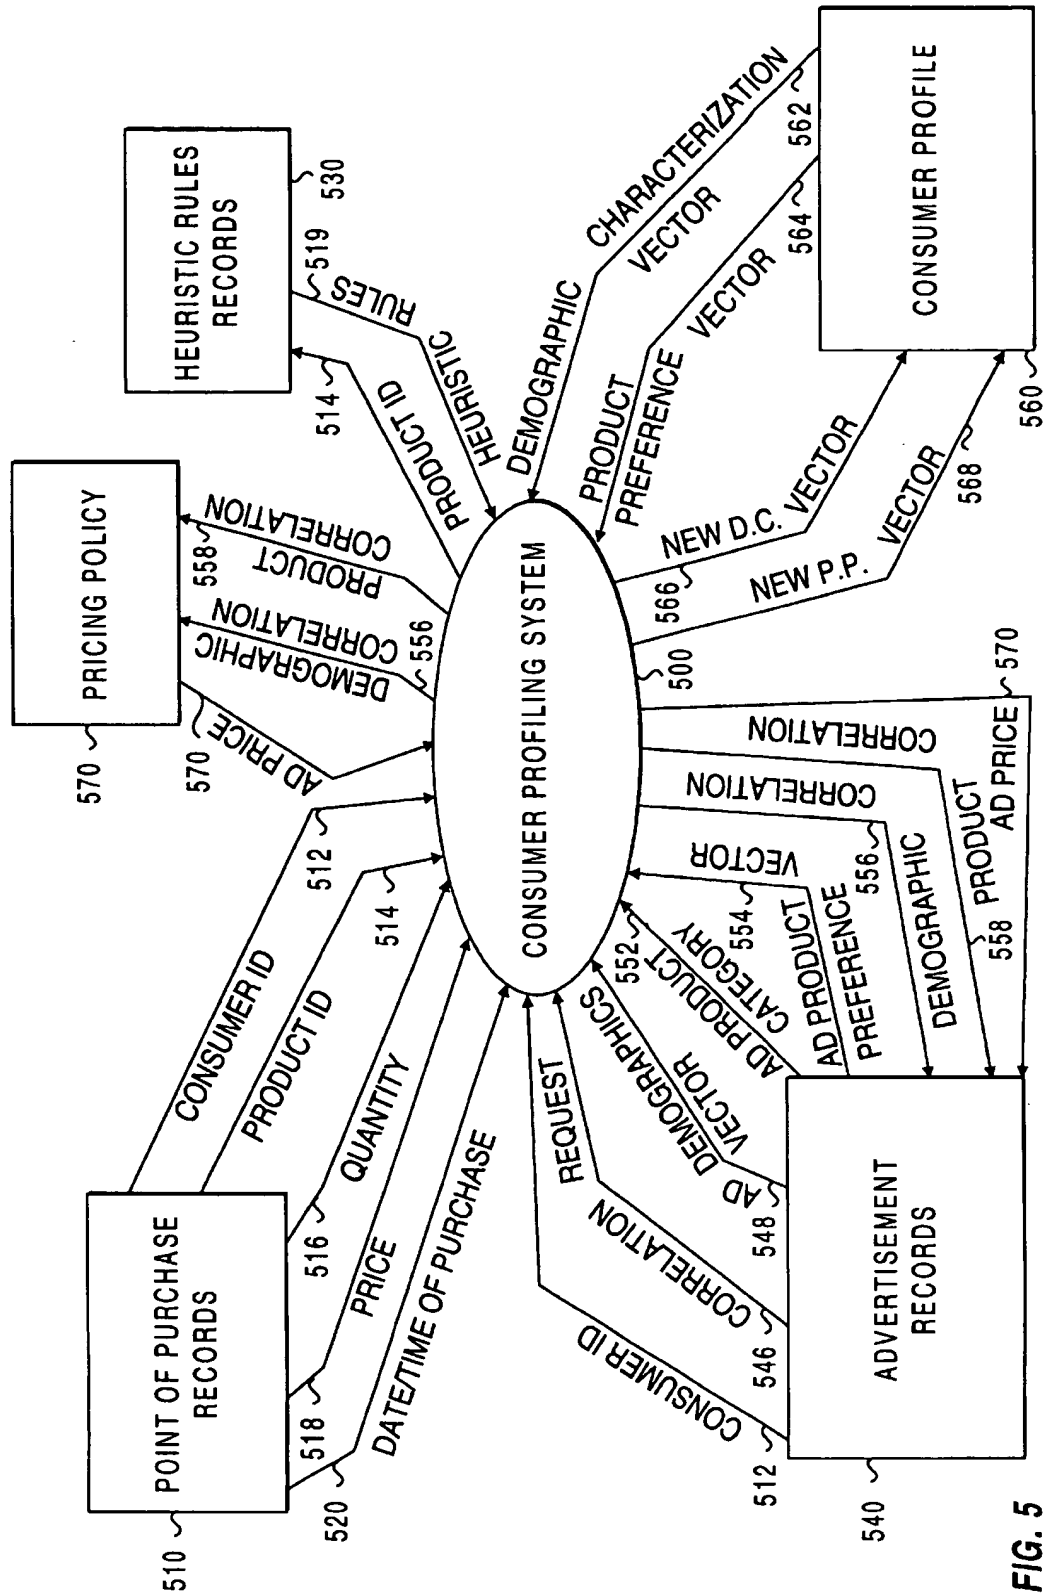 POINT OF PURCHASE
RECORDS
510
CONSUMER ID
512
PRODUCT ID
514
QUANTITY
516
PRICE
518
DATE/TIME OF PURCHASE
520
PRICING POLICY
570
AD PRICE
570
DEMOGRAPHIC
CORRELATION
556
PRODUCT
CORRELATION
558
HEURISTIC RULES
RECORDS
530
PRODUCT ID
514
HEURISTIC
RULES
519
CONSUMER PROFILING SYSTEM
500
ADVERTISEMENT
RECORDS
540
CONSUMER ID
512
CORRELATION
REQUEST
546
AD DEMOGRAPHICS
VECTOR
548
AD PRODUCT
CATEGORY
552
AD PRODUCT
PREFERENCE
VECTOR
554
DEMOGRAPHIC
CORRELATION
556
PRODUCT
CORRELATION
558
AD PRICE
570
CONSUMER PROFILE
560
DEMOGRAPHIC
CHARACTERIZATION
VECTOR
562
PRODUCT
PREFERENCE
VECTOR
564
NEW D.C. VECTOR
566
NEW P.P. VECTOR
568
FIG. 5